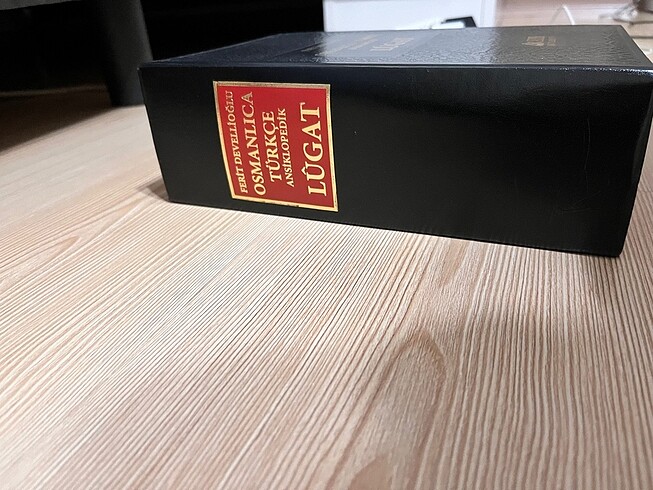 FERİT DEVELLİOĞLU
OSMANLICA
TÜRKÇE
ANSİKLOPEDİK
LÛGAT